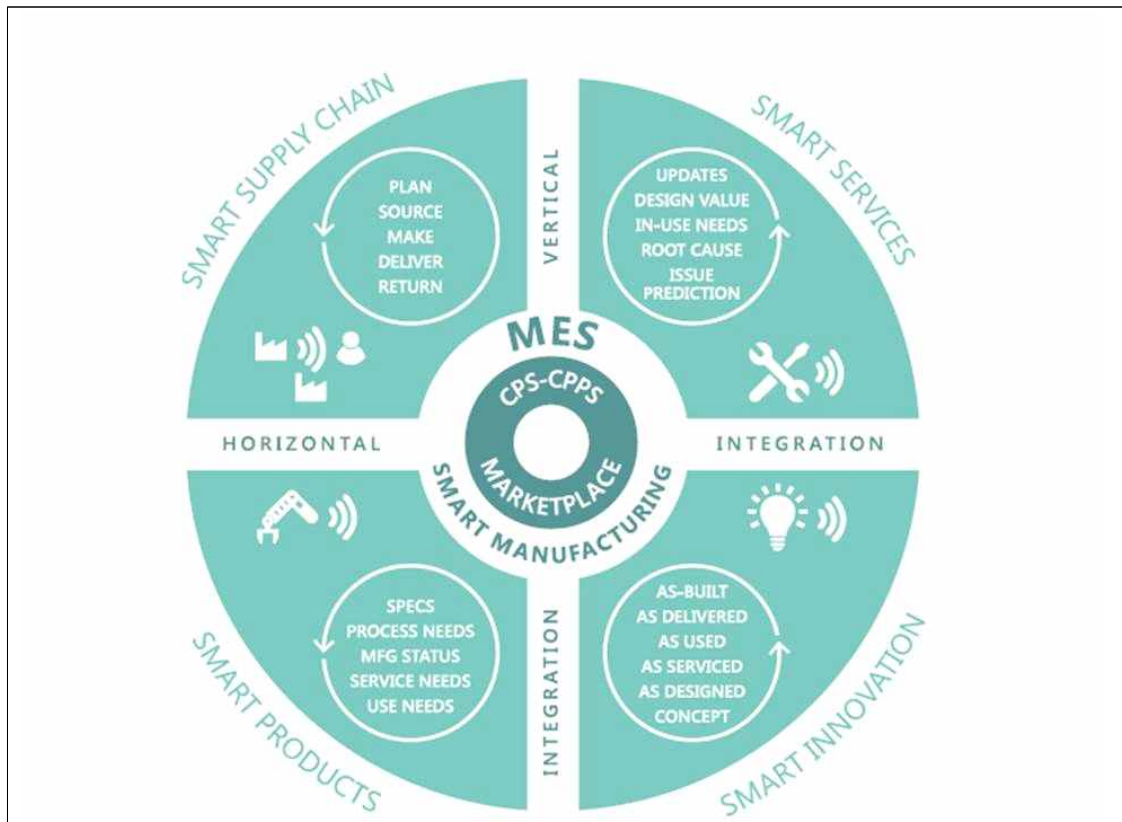 SMART SUPPLY CHAIN
PLAN
SOURCE
MAKE
DELIVER
RETURN
VERTICAL
SMART SERVICES
UPDATES
DESIGN VALUE
IN-USE NEEDS
ROOT CAUSE
ISSUE
PREDICTION
MES
CPS-CPPS
MARKETPLACE
SMART MANUFACTURING
HORIZONTAL
INTEGRATION
SMART PRODUCTS
SPECS
PROCESS NEEDS
MFG STATUS
SERVICE NEEDS
USE NEEDS
INTEGRATION
AS-BUILT
AS DELIVERED
AS USED
AS SERVICED
AS DESIGNED
CONCEPT
SMART INNOVATION